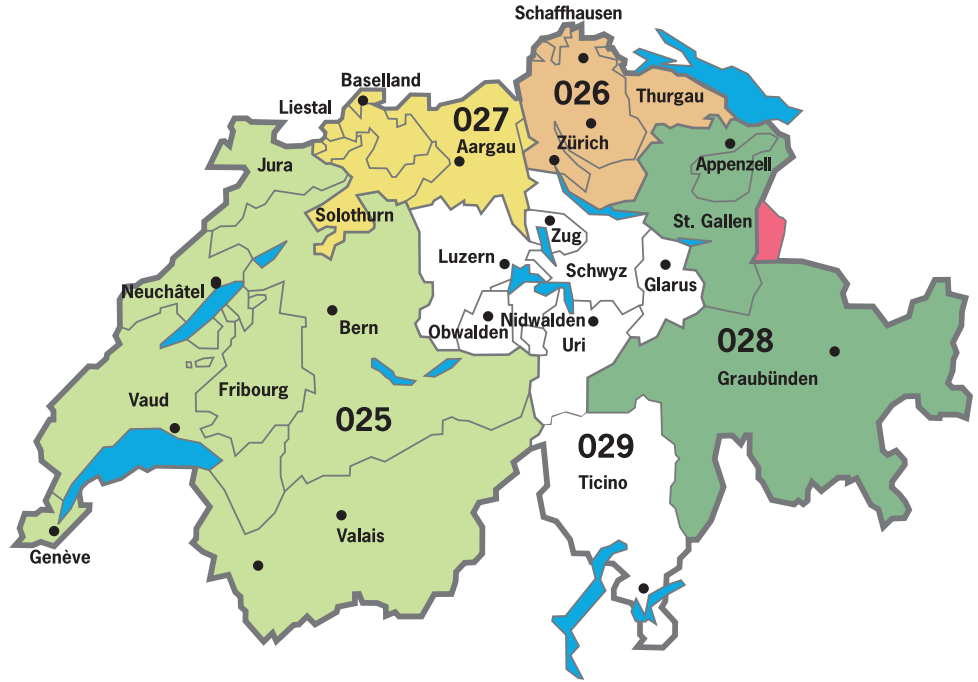 Schaffhausen
Baselland
026
Thurgau
Liestal
027
Aargau
Zürich
Jura
Appenzell
Solothurn
St. Gallen
Zug
Luzern
Schwyz
Glarus
Neuchâtel
Bern
Obwalden
Nidwalden
Uri
028
Graubünden
Fribourg
Vaud
025
029
Ticino
Valais
Genève